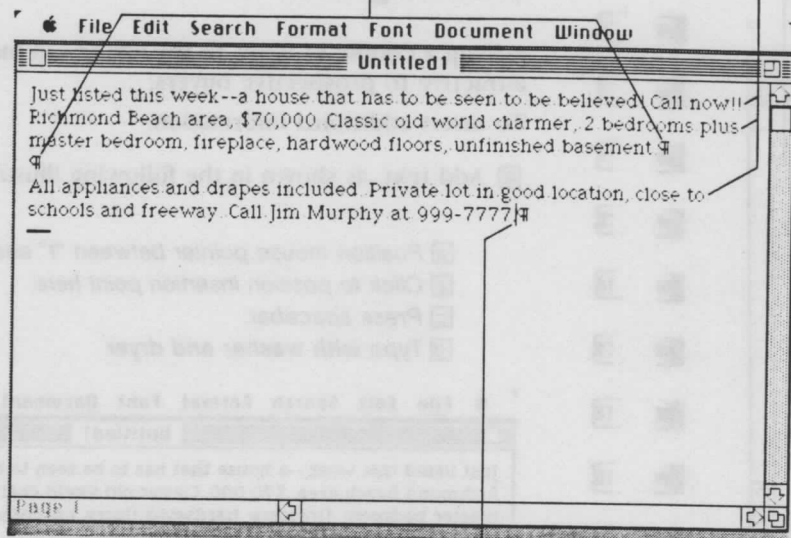 File Edit Search Format Font Document Window
Untitled1
Just listed this week--a house that has to be seen to be believed! Call now!!
Richmond Beach area, $70,000. Classic old world charmer, 2 bedrooms plus
master bedroom, fireplace, hardwood floors, unfinished basement.¶
¶
All appliances and drapes included. Private lot in good location, close to
schools and freeway. Call Jim Murphy at 999-7777.¶
Page 1